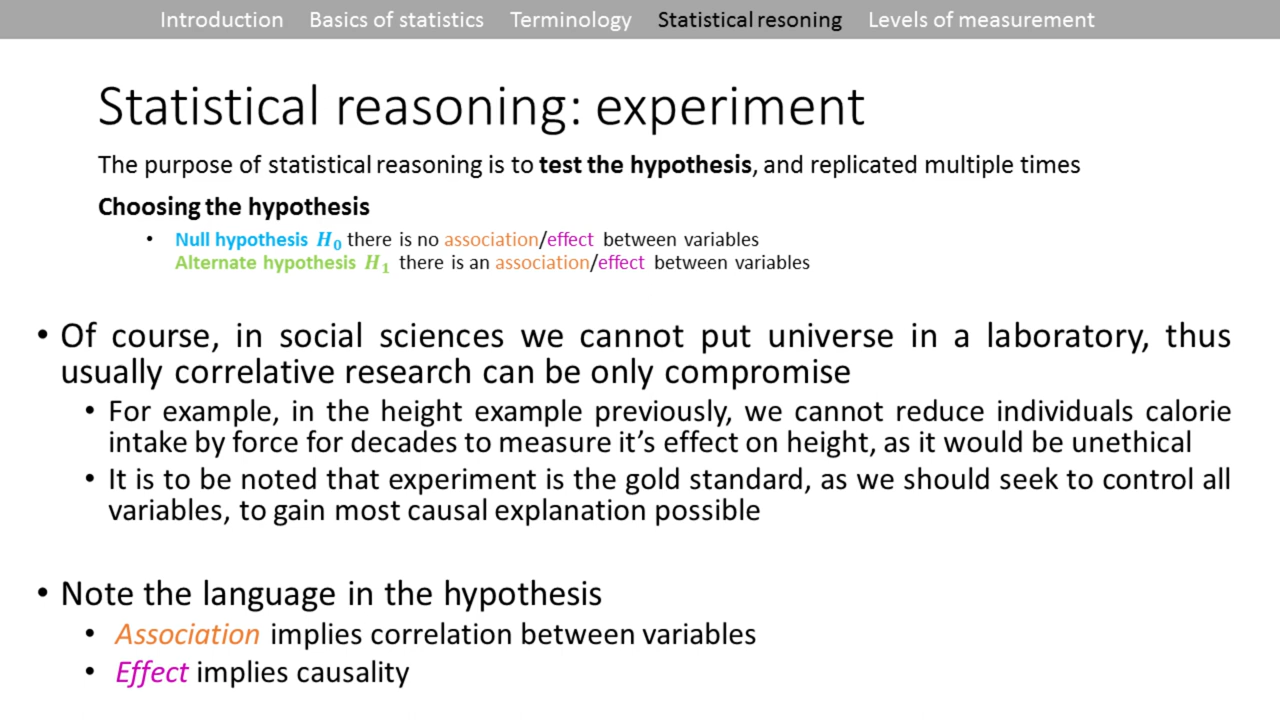 Introduction Basics of statistics Terminology Statistical resoning Levels of measurement
Statistical reasoning: experiment
The purpose of statistical reasoning is to test the hypothesis, and replicated multiple times
Choosing the hypothesis
• Null hypothesis H₀ there is no association/effect between variables
Alternate hypothesis H₁ there is an association/effect between variables
• Of course, in social sciences we cannot put universe in a laboratory, thus
usually correlative research can be only compromise
• For example, in the height example previously, we cannot reduce individuals calorie
intake by force for decades to measure it’s effect on height, as it would be unethical
• It is to be noted that experiment is the gold standard, as we should seek to control all
variables, to gain most causal explanation possible
• Note the language in the hypothesis
• Association implies correlation between variables
• Effect implies causality